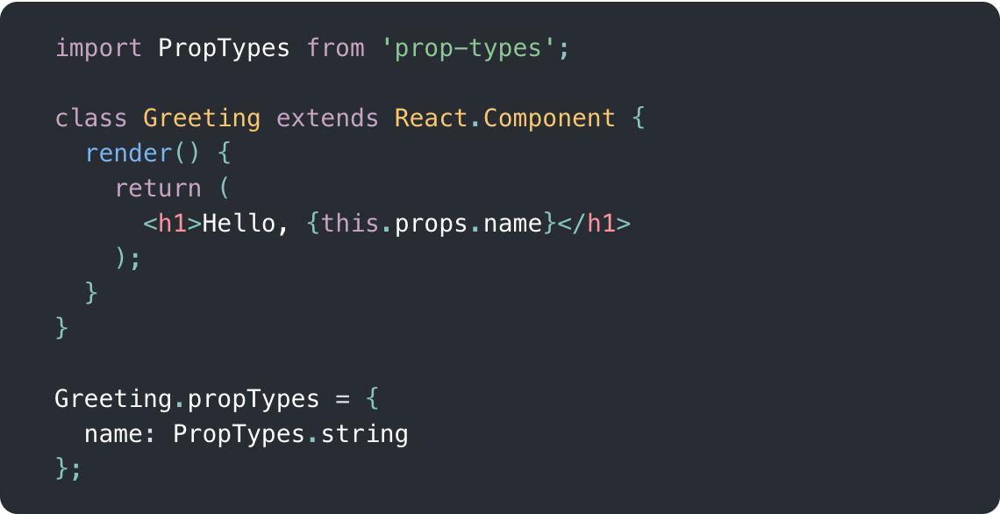 import PropTypes from 'prop-types';

class Greeting extends React.Component {
  render() {
    return (
      <h1>Hello, {this.props.name}</h1>
    );
  }
}

Greeting.propTypes = {
  name: PropTypes.string
};